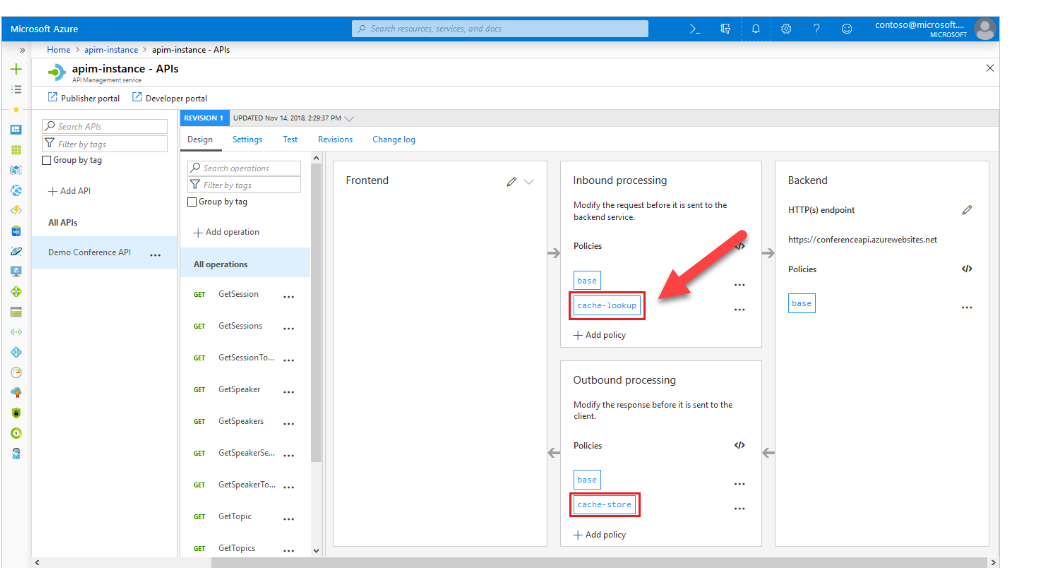 Microsoft Azure
Search resources, services, and docs
contoso@microsoft....
MICROSOFT
Home > apim-instance > apim-instance - APIs
apim-instance - APIs
API Management service
Publisher portal
Developer portal
Search APIs
Filter by tags
Group by tag
+ Add API
All APIs
Demo Conference API ...
REVISION 1
UPDATED Nov 14, 2018, 2:29:37 PM
Design
Settings
Test
Revisions
Change log
Search operations
Filter by tags
Group by tag
+ Add operation
All operations
GET GetSession ...
GET GetSessions ...
GET GetSessionTo... ...
GET GetSpeaker ...
GET GetSpeakers ...
GET GetSpeakerSe... ...
GET GetSpeakerTo... ...
GET GetTopic ...
GET GetTopics ...
Frontend
Inbound processing
Modify the request before it is sent to the
backend service.
Policies </>
base ...
cache-lookup ...
+ Add policy
Outbound processing
Modify the response before it is sent to the
client.
Policies </>
base ...
cache-store ...
+ Add policy
Backend
HTTP(s) endpoint
https://conferenceapi.azurewebsites.net
Policies </>
base ...